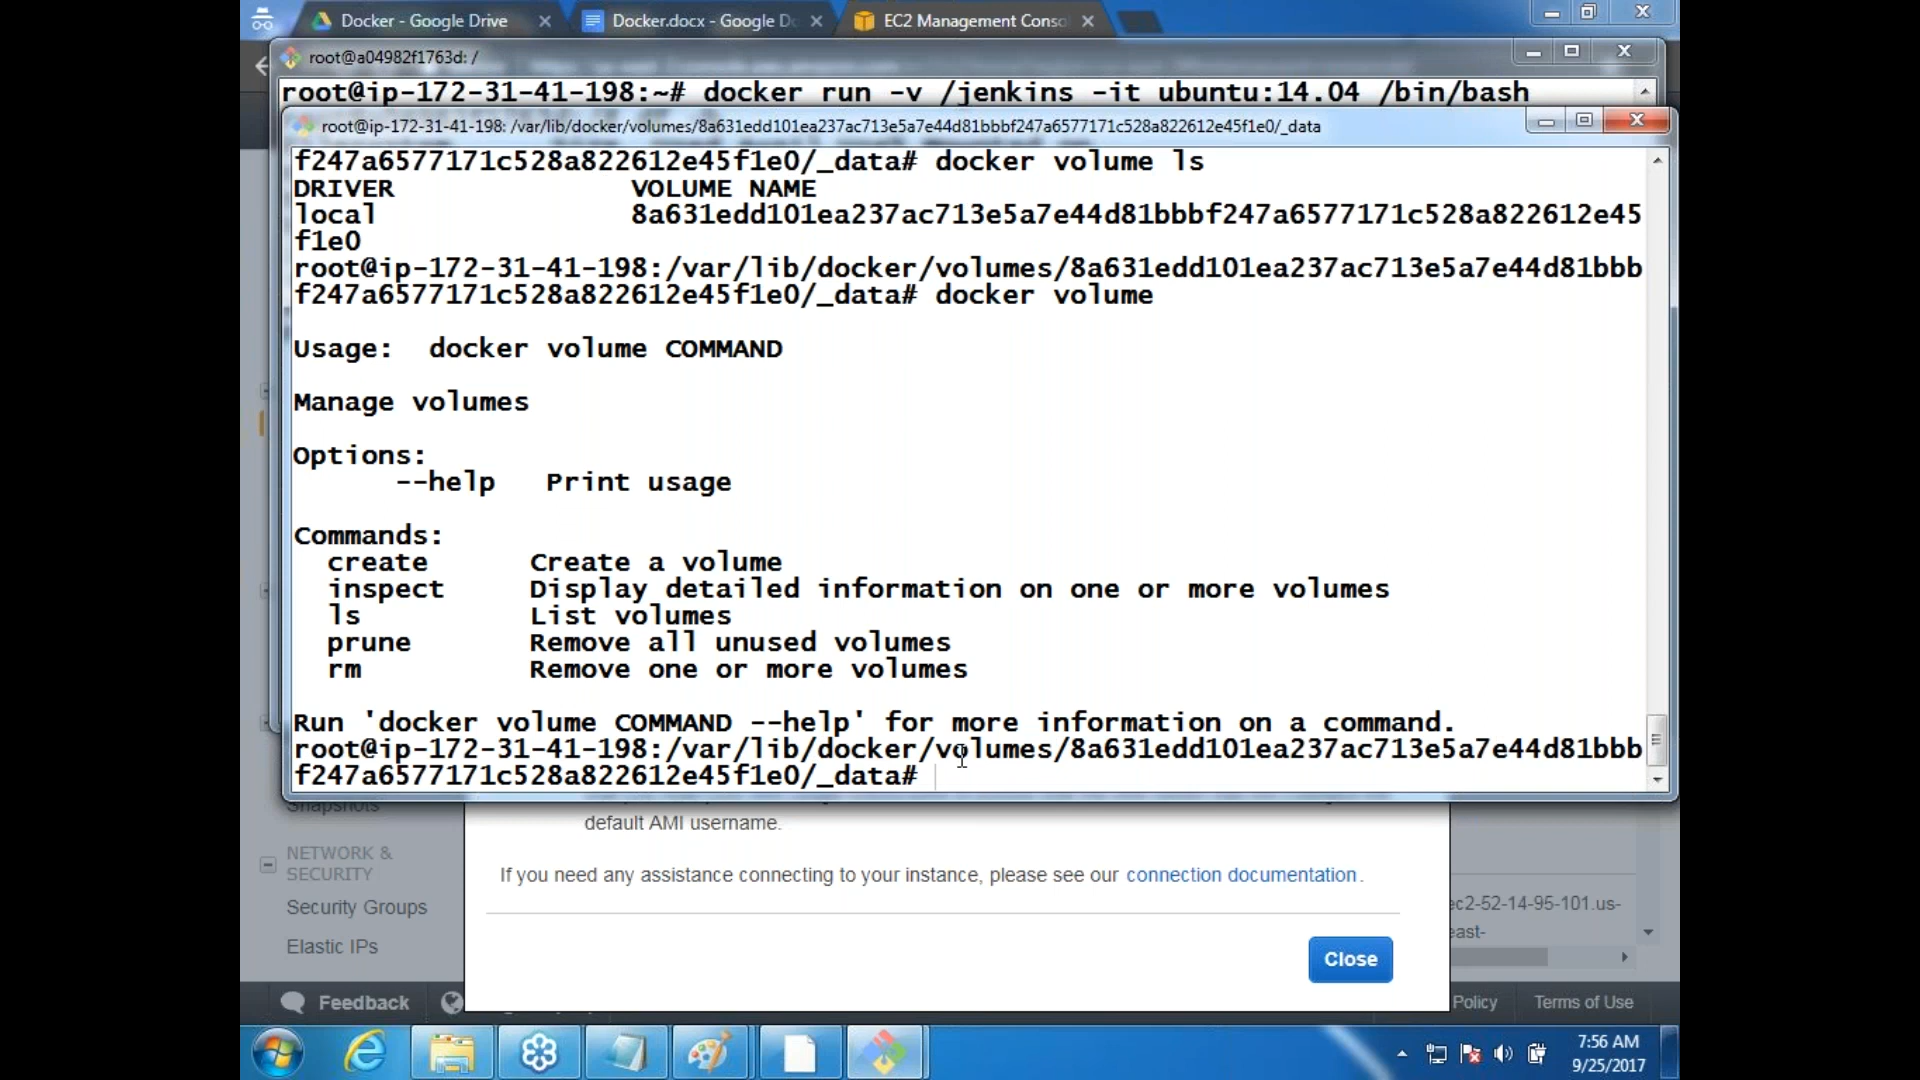 Docker - Google Drive
Docker.docx - Google Do
EC2 Management Conso
root@a04982f1763d: /
root@ip-172-31-41-198:~# docker run -v /jenkins -it ubuntu:14.04 /bin/bash
root@ip-172-31-41-198: /var/lib/docker/volumes/8a631edd101ea237ac713e5a7e44d81bbbf247a6577171c528a822612e45f1e0/_data
f247a6577171c528a822612e45f1e0/_data# docker volume ls
DRIVER VOLUME NAME
local 8a631edd101ea237ac713e5a7e44d81bbbf247a6577171c528a822612e45
f1e0
root@ip-172-31-41-198:/var/lib/docker/volumes/8a631edd101ea237ac713e5a7e44d81bbb
f247a6577171c528a822612e45f1e0/_data# docker volume
Usage: docker volume COMMAND
Manage volumes
Options:
--help Print usage
Commands:
create Create a volume
inspect Display detailed information on one or more volumes
ls List volumes
prune Remove all unused volumes
rm Remove one or more volumes
Run 'docker volume COMMAND --help' for more information on a command.
root@ip-172-31-41-198:/var/lib/docker/volumes/8a631edd101ea237ac713e5a7e44d81bbb
f247a6577171c528a822612e45f1e0/_data#
Snapshots
default AMI username.
NETWORK &
SECURITY
If you need any assistance connecting to your instance, please see our connection documentation.
Security Groups
ec2-52-14-95-101.us-
east-
Elastic IPs
Close
Feedback
Policy
Terms of Use
7:56 AM
9/25/2017